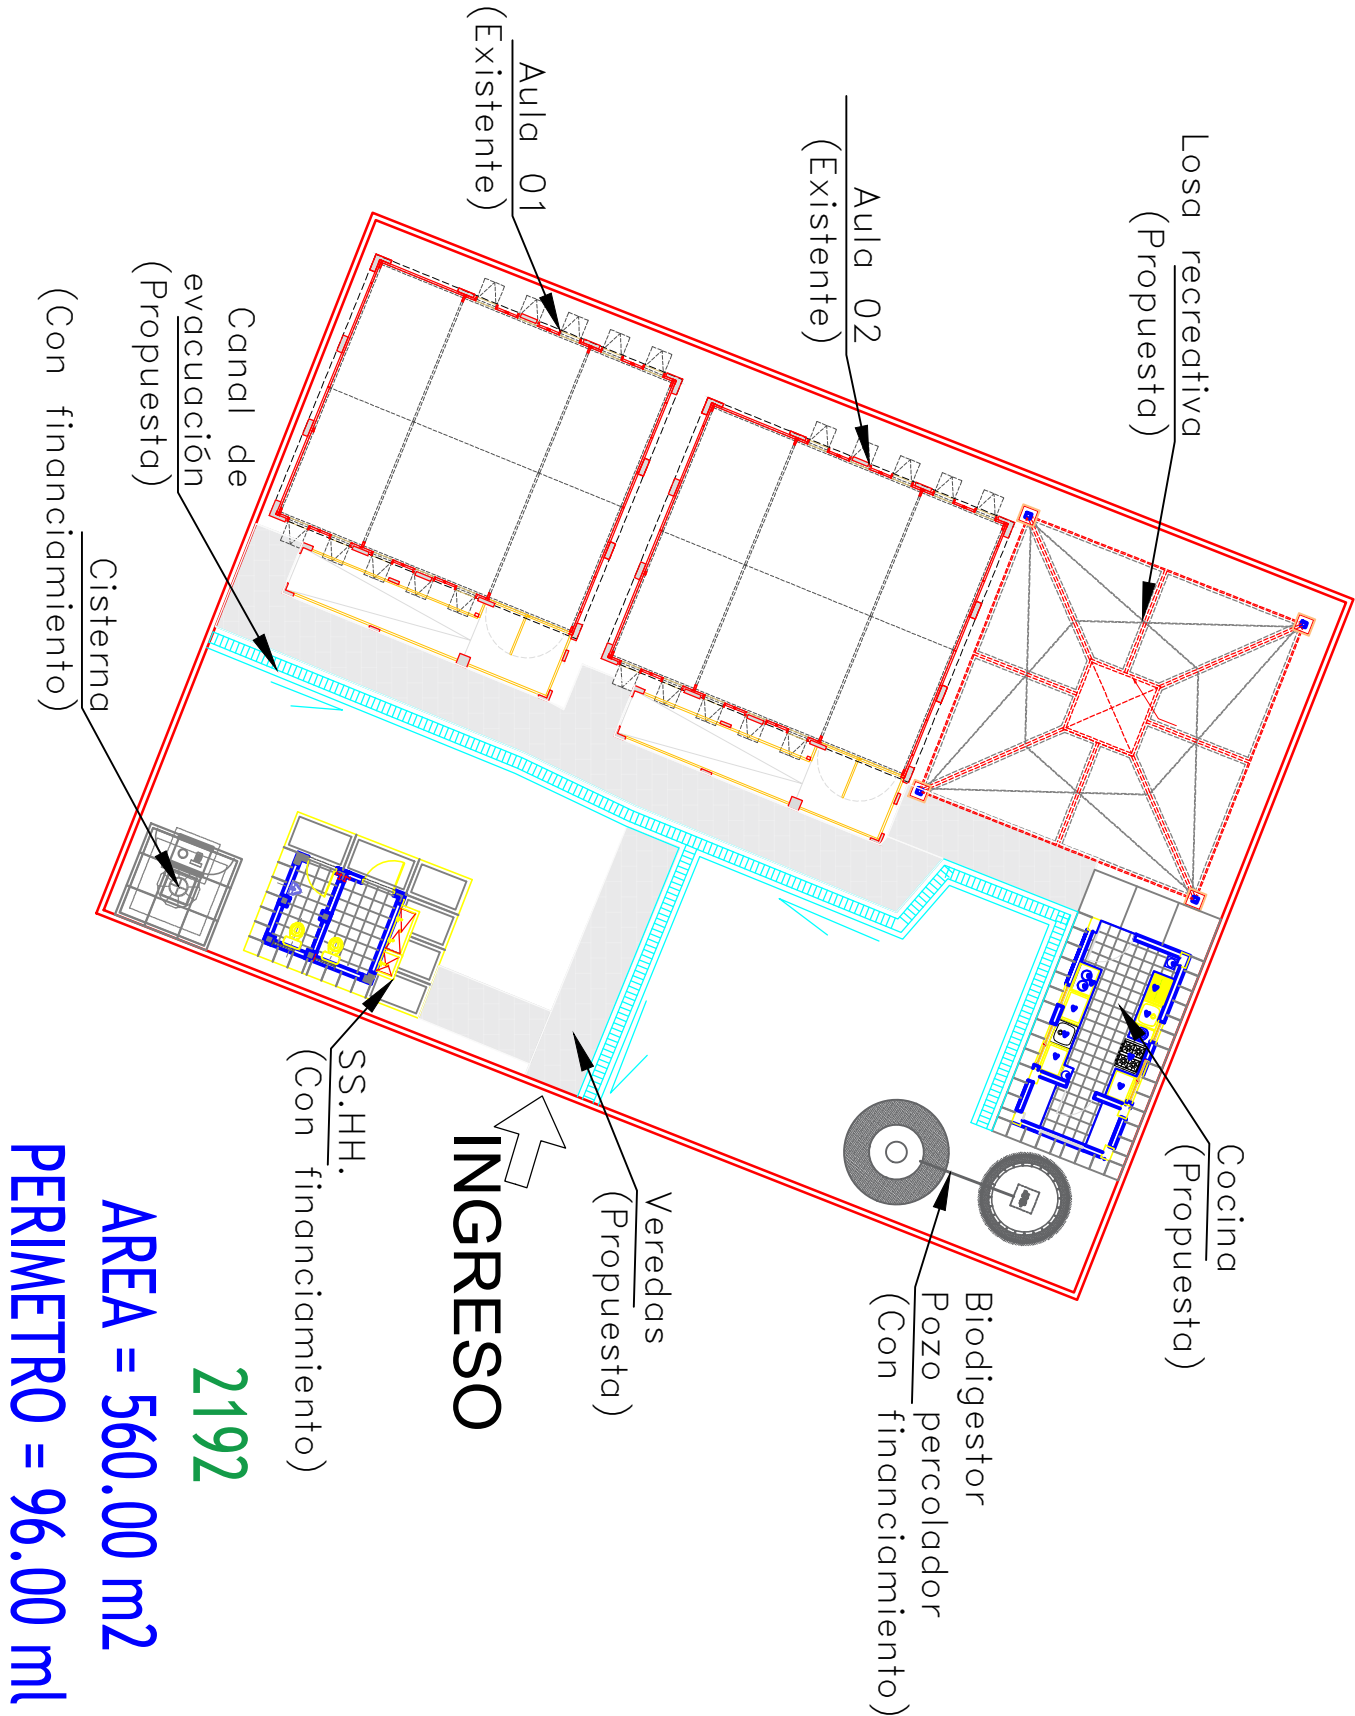 Losa recreativa
(Propuesta)
Aula 02
(Existente)
Aula 01
(Existente)
Canal de
evacuación
(Propuesta)
Cisterna
(Con financiamiento)
Cocina
(Propuesta)
Biodigestor
Pozo percolador
(Con financiamiento)
Veredas
(Propuesta)
INGRESO
SS.HH.
(Con financiamiento)
2192
AREA = 560.00 m2
PERIMETRO = 96.00 ml